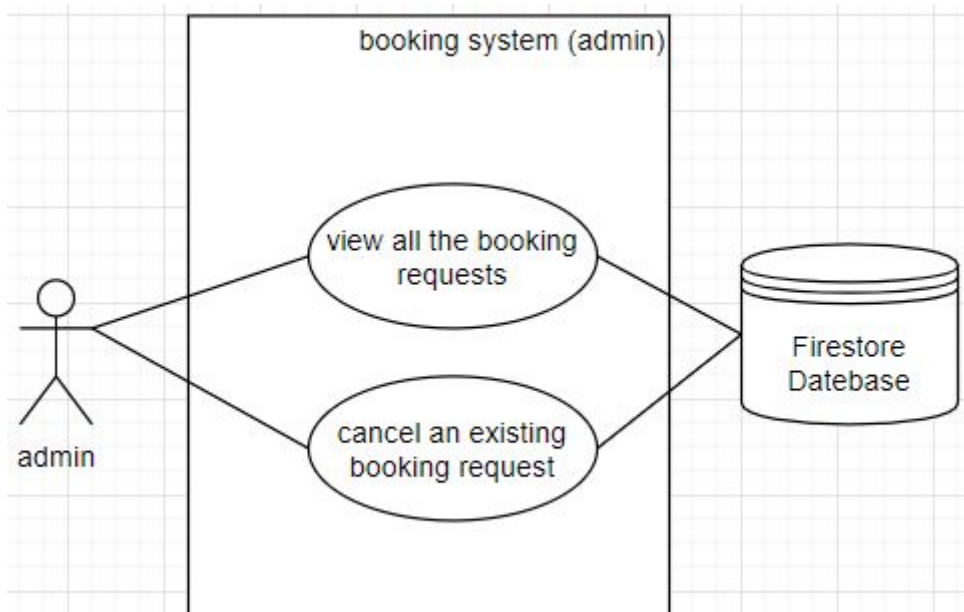 booking system (admin)
view all the booking
requests
Firestore
Datebase
cancel an existing
booking request
admin